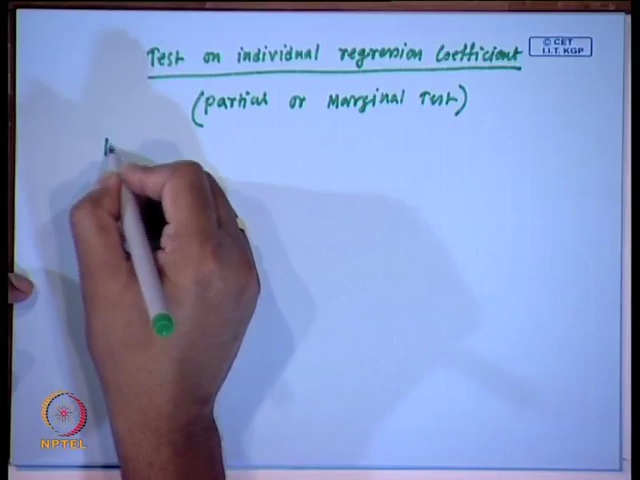 Test on individual regression Coefficient
© CET
I.I.T. KGP
(Partial or Marginal Test)
NPTEL